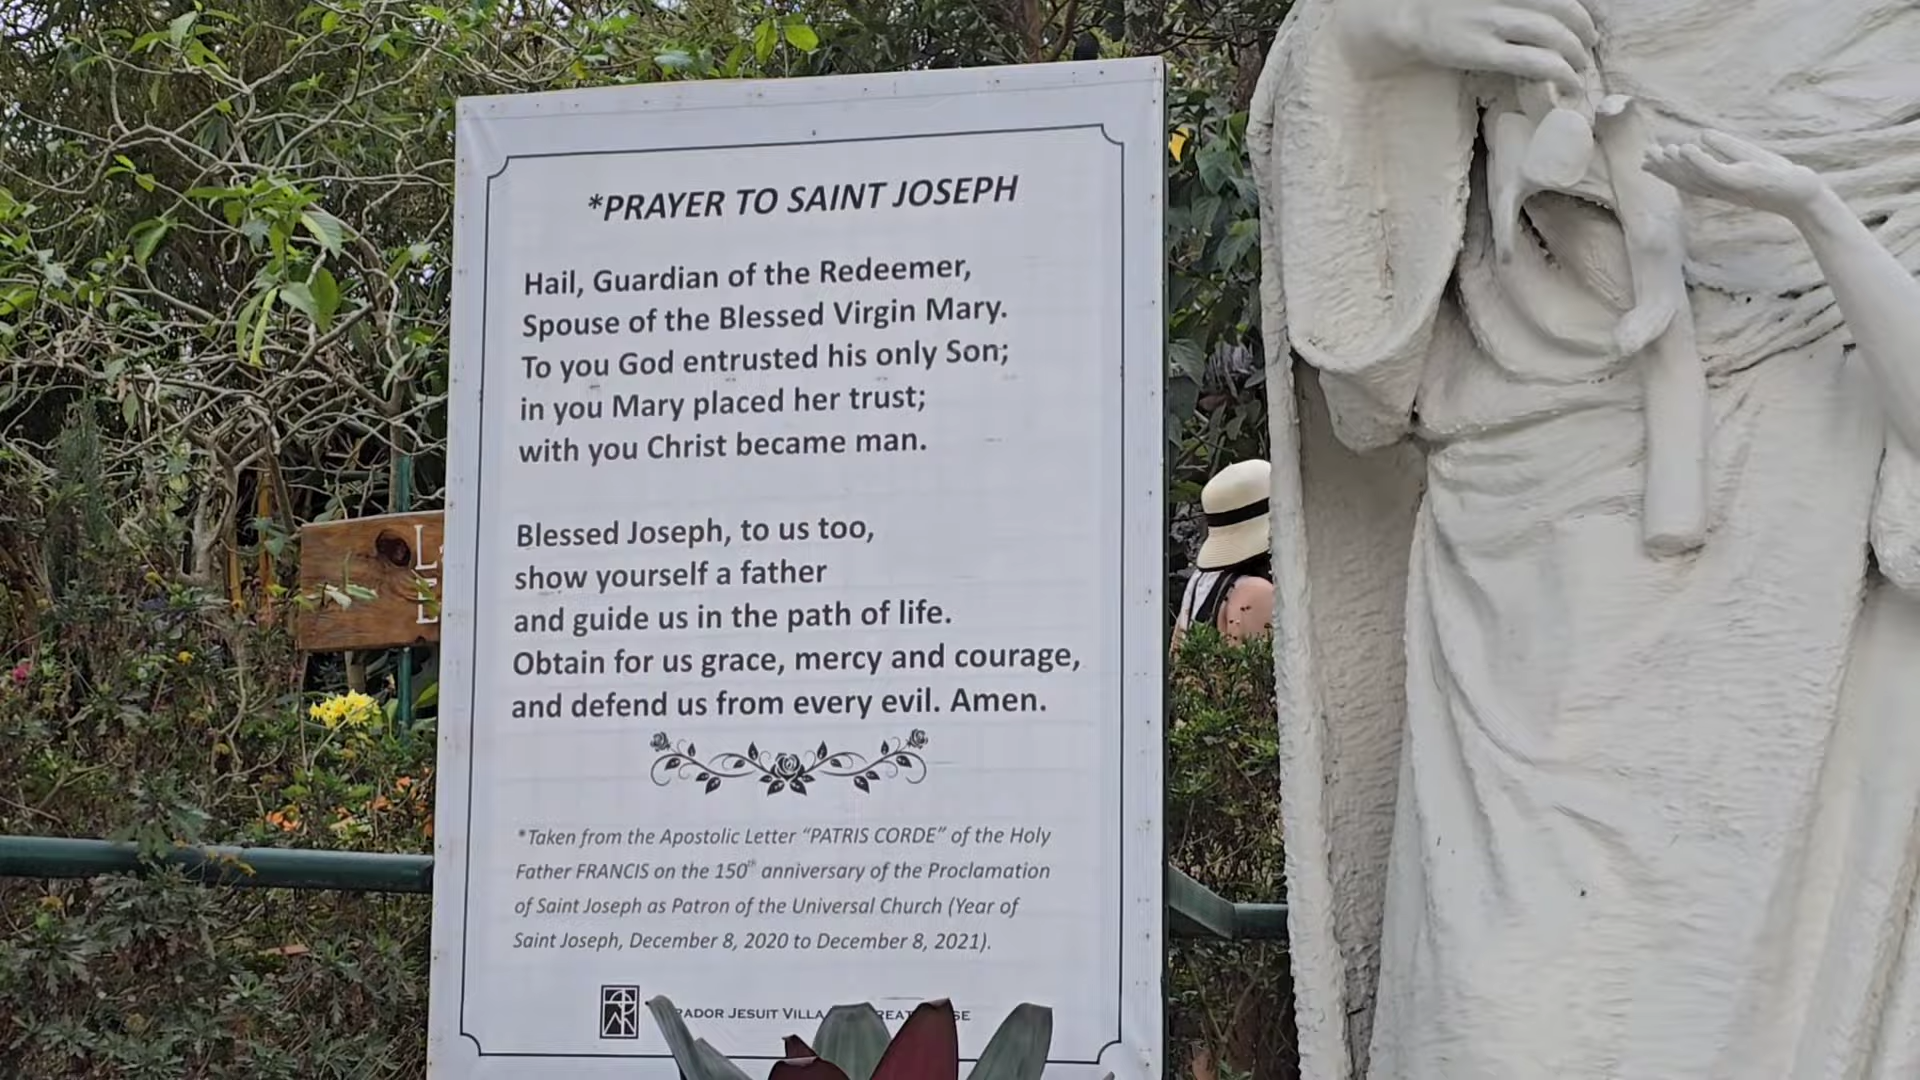 *PRAYER TO SAINT JOSEPH
Hail, Guardian of the Redeemer,
Spouse of the Blessed Virgin Mary.
To you God entrusted his only Son;
in you Mary placed her trust;
with you Christ became man.
Blessed Joseph, to us too,
show yourself a father
and guide us in the path of life.
Obtain for us grace, mercy and courage,
and defend us from every evil. Amen.
*Taken from the Apostolic Letter “PATRIS CORDE” of the Holy
Father FRANCIS on the 150th anniversary of the Proclamation
of Saint Joseph as Patron of the Universal Church (Year of
Saint Joseph, December 8, 2020 to December 8, 2021).
JESUIT VILLA